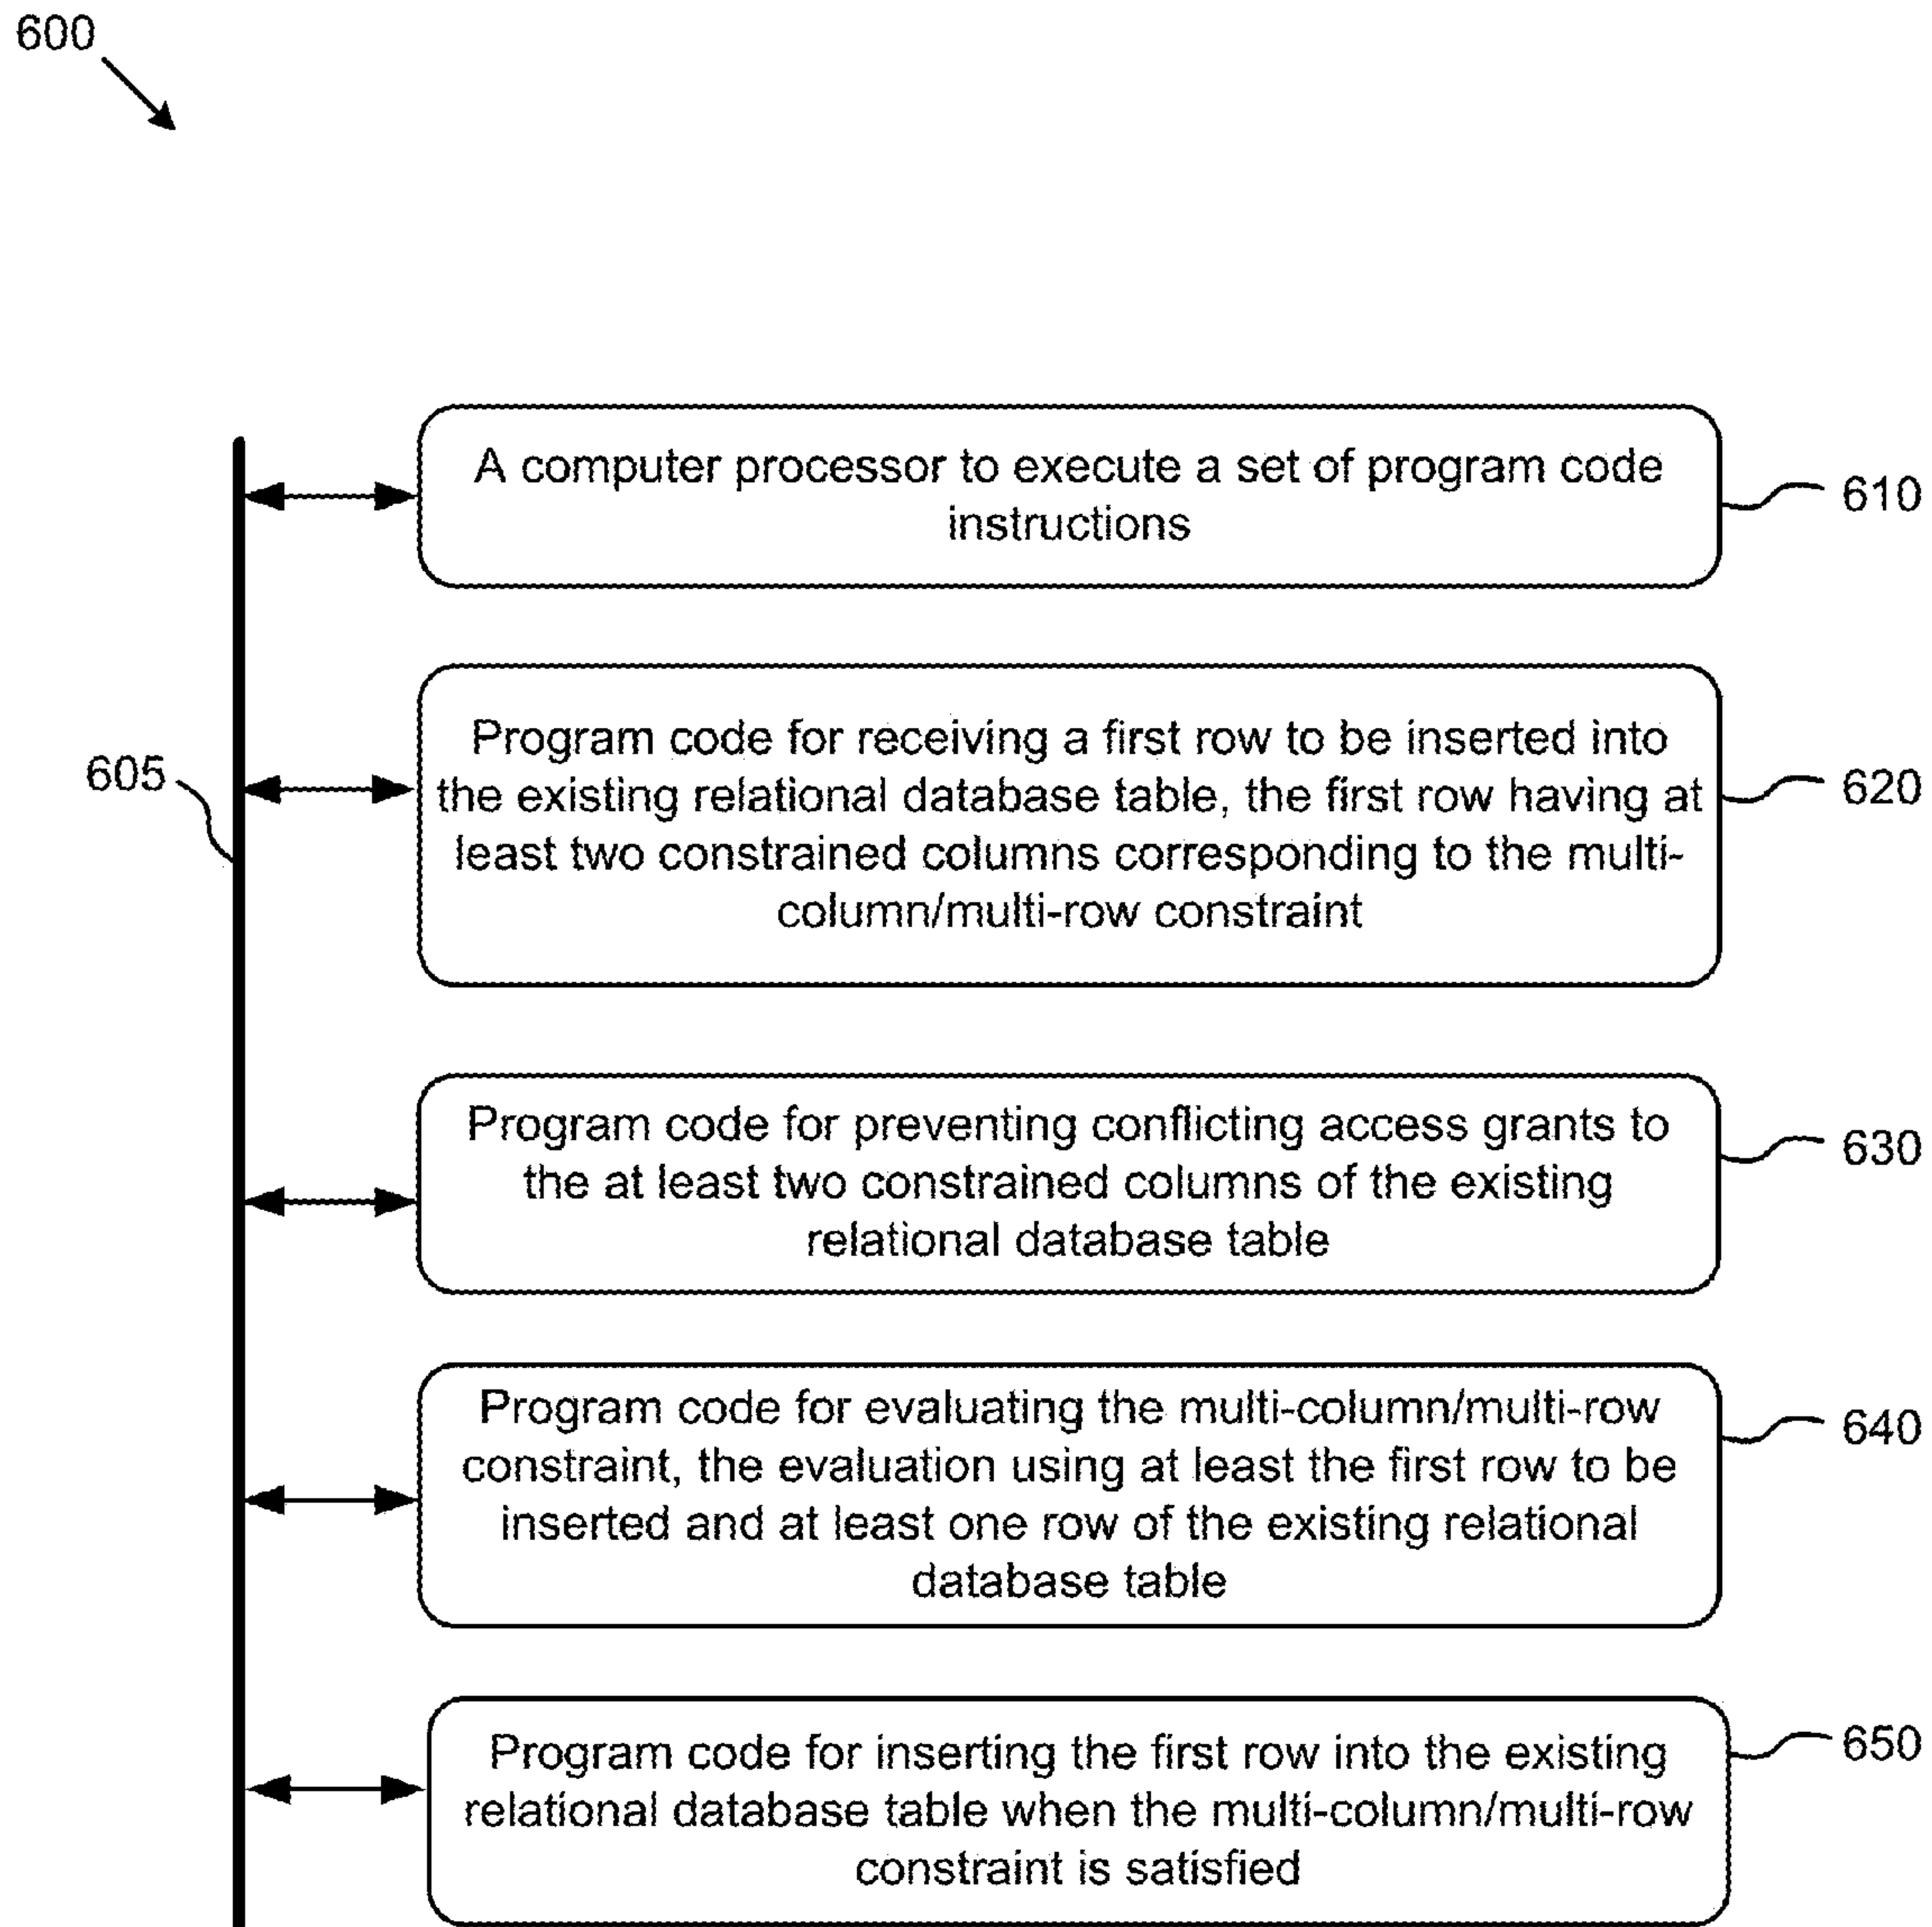 600
A computer processor to execute a set of program code
instructions
610
Program code for receiving a first row to be inserted into
the existing relational database table, the first row having at
least two constrained columns corresponding to the multi-
column/multi-row constraint
605
620
Program code for preventing conflicting access grants to
the at least two constrained columns of the existing
relational database table
630
Program code for evaluating the multi-column/multi-row
constraint, the evaluation using at least the first row to be
inserted and at least one row of the existing relational
database table
640
Program code for inserting the first row into the existing
relational database table when the multi-column/multi-row
constraint is satisfied
650